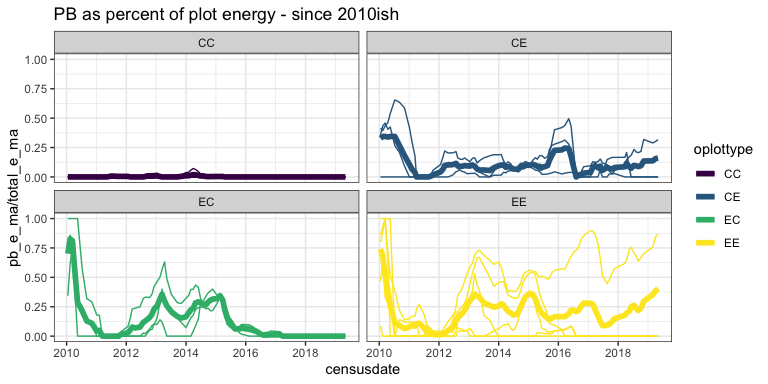 PB as percent of plot energy - since 2010ish
CC
CE
1.00
0.75
0.50
0.25
0.00
EC
EE
1.00
0.75
0.50
0.25
0.00
2010 2012 2014 2016 2018
2010 2012 2014 2016 2018
censusdate
pb_e_ma/total_e_ma
oplottype
CC
CE
EC
EE